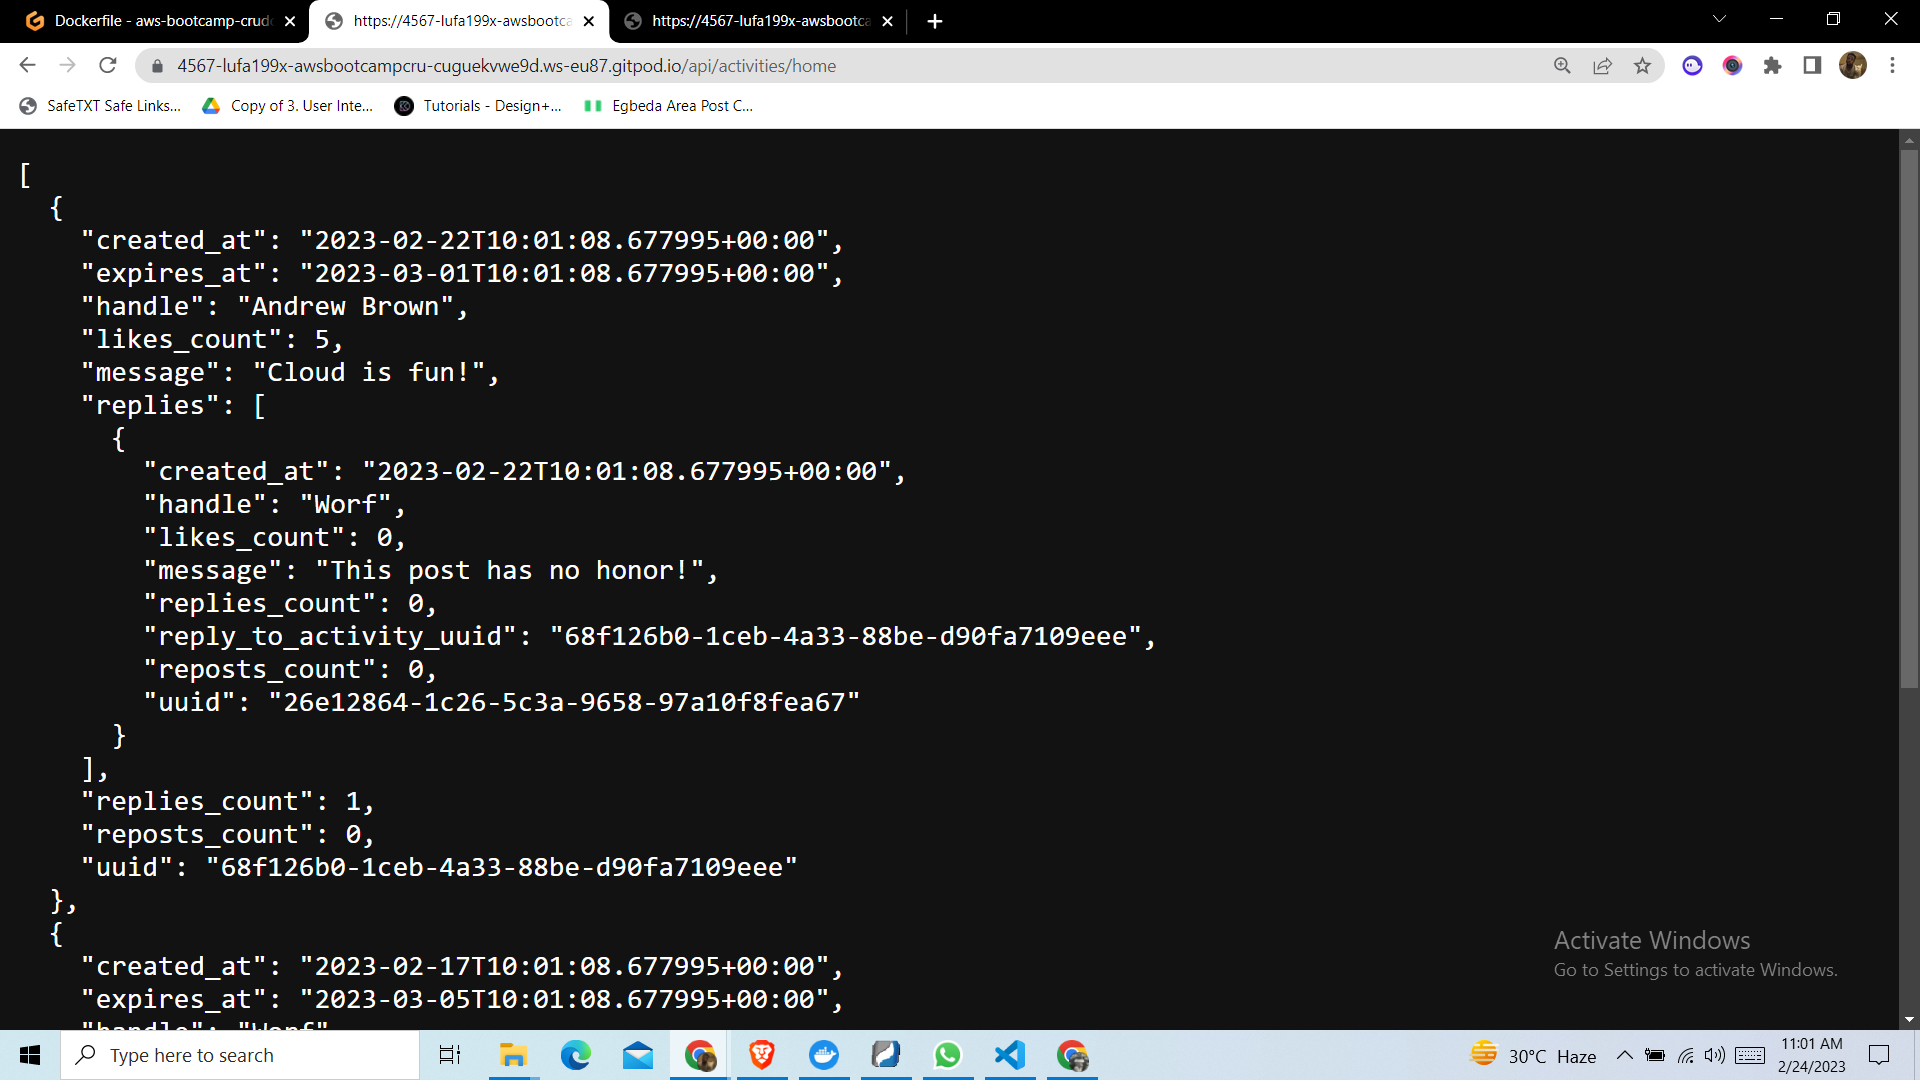 Dockerfile - aws-bootcamp-crudd
https://4567-lufa199x-awsbootca
https://4567-lufa199x-awsbootca
4567-lufa199x-awsbootcampcru-cuguekvwe9d.ws-eu87.gitpod.io/api/activities/home
SafeTXT Safe Links...
Copy of 3. User Inte...
Tutorials - Design+...
Egbeda Area Post C...
[
{
"created_at": "2023-02-22T10:01:08.677995+00:00",
"expires_at": "2023-03-01T10:01:08.677995+00:00",
"handle": "Andrew Brown",
"likes_count": 5,
"message": "Cloud is fun!",
"replies": [
{
"created_at": "2023-02-22T10:01:08.677995+00:00",
"handle": "Worf",
"likes_count": 0,
"message": "This post has no honor!",
"replies_count": 0,
"reply_to_activity_uuid": "68f126b0-1ceb-4a33-88be-d90fa7109eee",
"reposts_count": 0,
"uuid": "26e12864-1c26-5c3a-9658-97a10f8fea67"
}
],
"replies_count": 1,
"reposts_count": 0,
"uuid": "68f126b0-1ceb-4a33-88be-d90fa7109eee"
},
{
"created_at": "2023-02-17T10:01:08.677995+00:00",
"expires_at": "2023-03-05T10:01:08.677995+00:00",
"handle": "Worf"
Activate Windows
Go to Settings to activate Windows.
Type here to search
30°C Haze
11:01 AM
2/24/2023